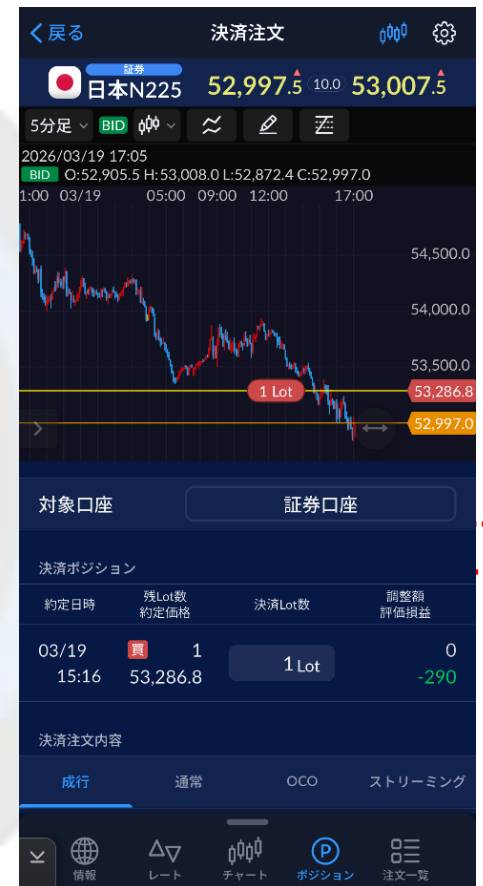 戻る 決済注文
証券
日本N225 52,997.5 10.0 53,007.5
5分足 BID
2026/03/19 17:05
BID O:52,905.5 H:53,008.0 L:52,872.4 C:52,997.0
1:00 03/19 05:00 09:00 12:00 17:00
54,500.0
54,000.0
53,500.0
1 Lot 53,286.8
52,997.0
対象口座 証券口座
決済ポジション
約定日時 残Lot数 約定価格 決済Lot数 調整額 評価損益
03/19 買 1 0
1 Lot
15:16 53,286.8 -290
決済注文内容
成行 通常 OCO ストリーミング
P
情報 レート チャート ポジション 注文一覧